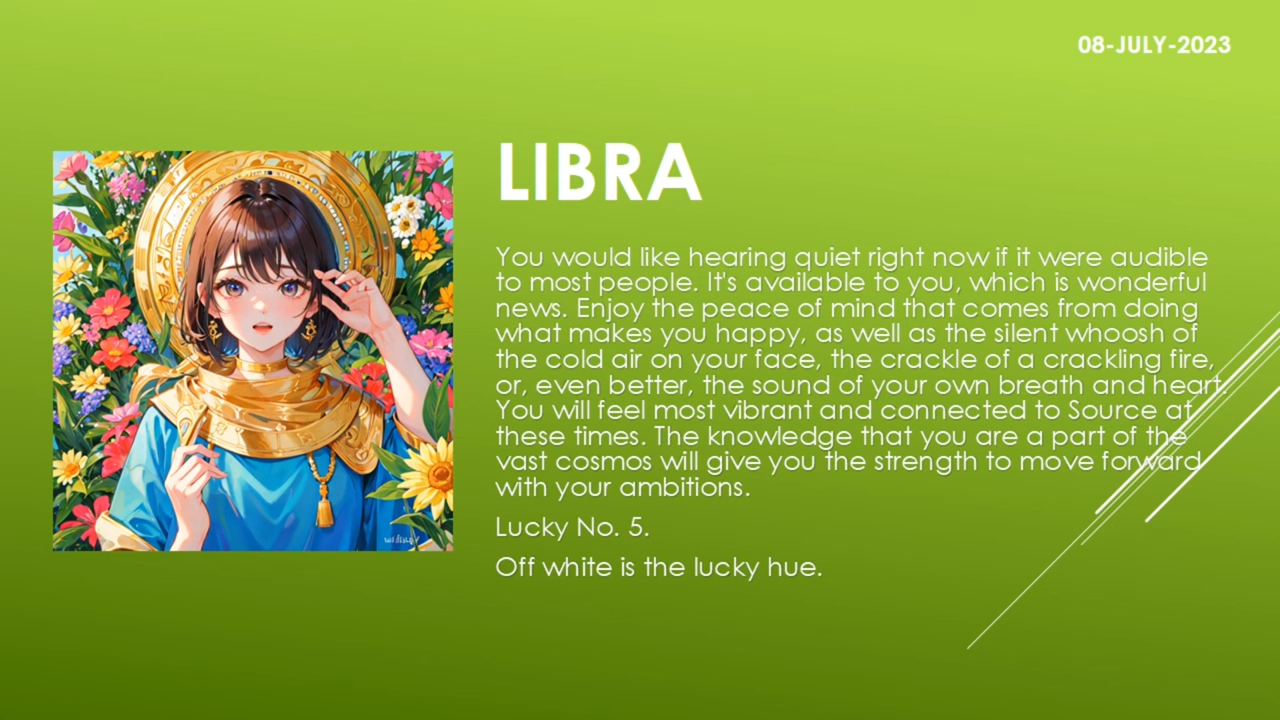 08-JULY-2023
LIBRA
You would like hearing quiet right now if it were audible
to most people. It's available to you, which is wonderful
news. Enjoy the peace of mind that comes from doing
what makes you happy, as well as the silent whoosh of
the cold air on your face, the crackle of a crackling fire,
or, even better, the sound of your own breath and heart.
You will feel most vibrant and connected to Source at
these times. The knowledge that you are a part of the
vast cosmos will give you the strength to move forward
with your ambitions.
Lucky No. 5.
Off white is the lucky hue.